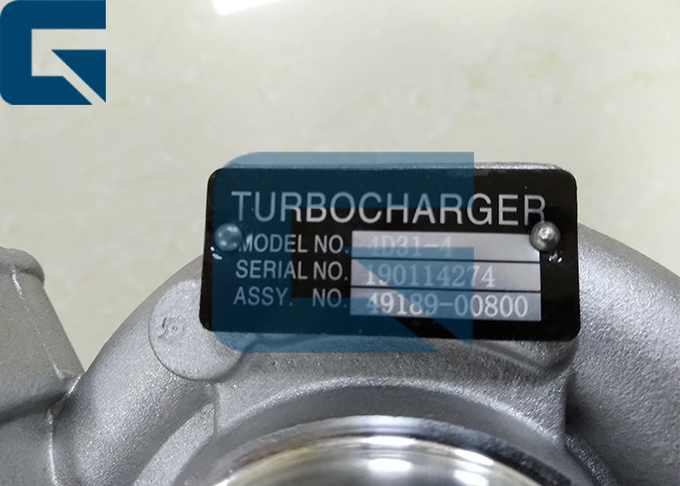 TURBOCHARGER
MODEL NO. 4D31-4
SERIAL NO. 190114274
ASSY. NO. 49189-00800